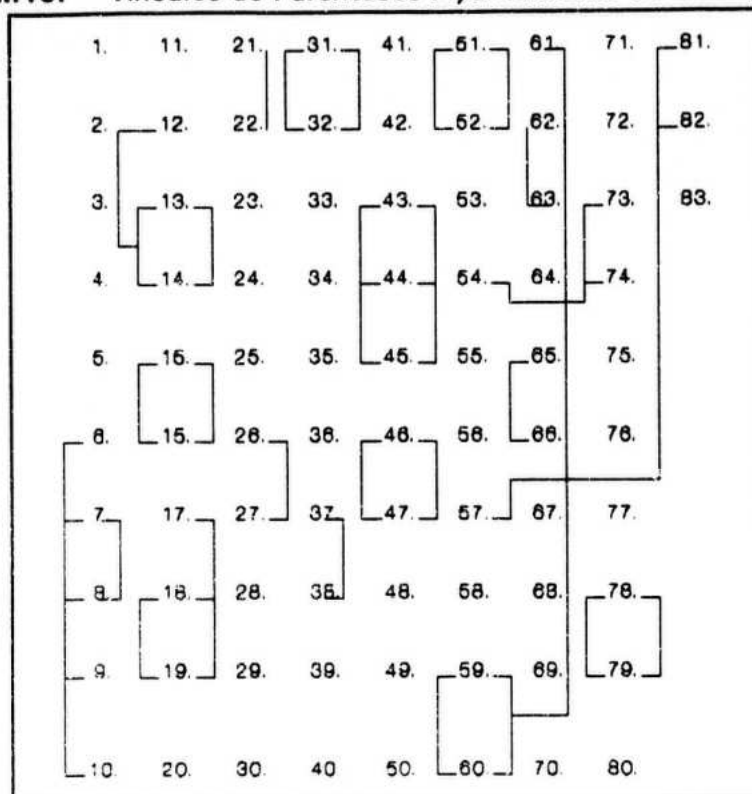 Vínculos de Parentesco
1. 11. 21. 31. 41. 51. 61 71. 81.
2. 12. 22. 32. 42. 52. 62. 72. 82.
3. 13. 23. 33. 43. 53. 63. 73. 83.
4. 14. 24. 34. 44. 54. 64. 74.
5. 16. 25. 35. 45. 55. 65. 75.
6. 15. 26. 36. 46. 56. 66. 76.
7. 17. 27. 37. 47. 57. 67. 77.
8. 18. 28. 38. 48. 58. 68. 78.
9. 19. 29. 39. 49. 59. 69. 79.
10. 20. 30. 40 50. 60. 70. 80.